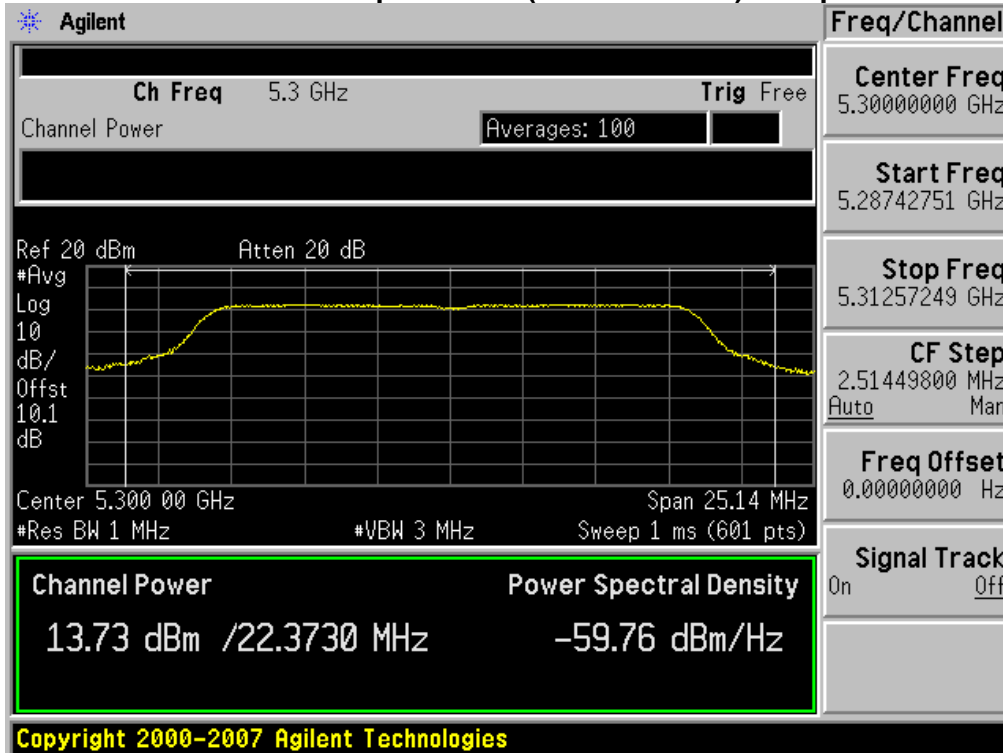 Agilent
Freq/Channel
Ch Freq 5.3 GHz Trig Free
Channel Power Averages: 100
Center Freq
5.30000000 GHz
Start Freq
5.28742751 GHz
Stop Freq
5.31257249 GHz
CF Step
2.51449800 MHz
Auto Man
Freq Offset
0.00000000 Hz
Signal Track
On Off
Ref 20 dBm Atten 20 dB
#Avg
Log
10
dB/
Offst
10.1
dB
Center 5.300 00 GHz Span 25.14 MHz
#Res BW 1 MHz #VBW 3 MHz Sweep 1 ms (601 pts)
Channel Power Power Spectral Density
13.73 dBm /22.3730 MHz -59.76 dBm/Hz
Copyright 2000-2007 Agilent Technologies